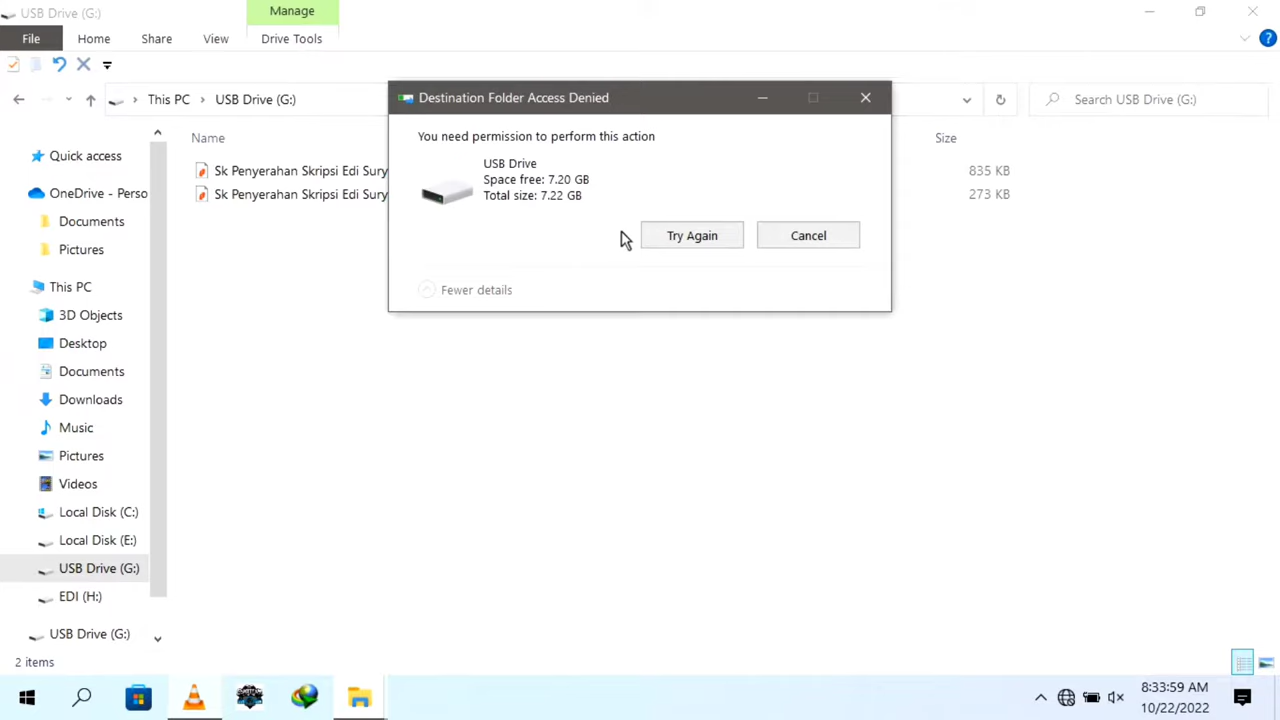 USB Drive (G:)
Manage
File
Home
Share
View
Drive Tools
This PC
USB Drive (G:)
Search USB Drive (G:)
Destination Folder Access Denied
You need permission to perform this action
USB Drive
Space free: 7.20 GB
Total size: 7.22 GB
Try Again
Cancel
Fewer details
Name
Size
Sk Penyerahan Skripsi Edi Sury
835 KB
Sk Penyerahan Skripsi Edi Sury
273 KB
Quick access
OneDrive - Perso
Documents
Pictures
This PC
3D Objects
Desktop
Documents
Downloads
Music
Pictures
Videos
Local Disk (C:)
Local Disk (E:)
USB Drive (G:)
EDI (H:)
USB Drive (G:)
2 items
8:33:59 AM
10/22/2022